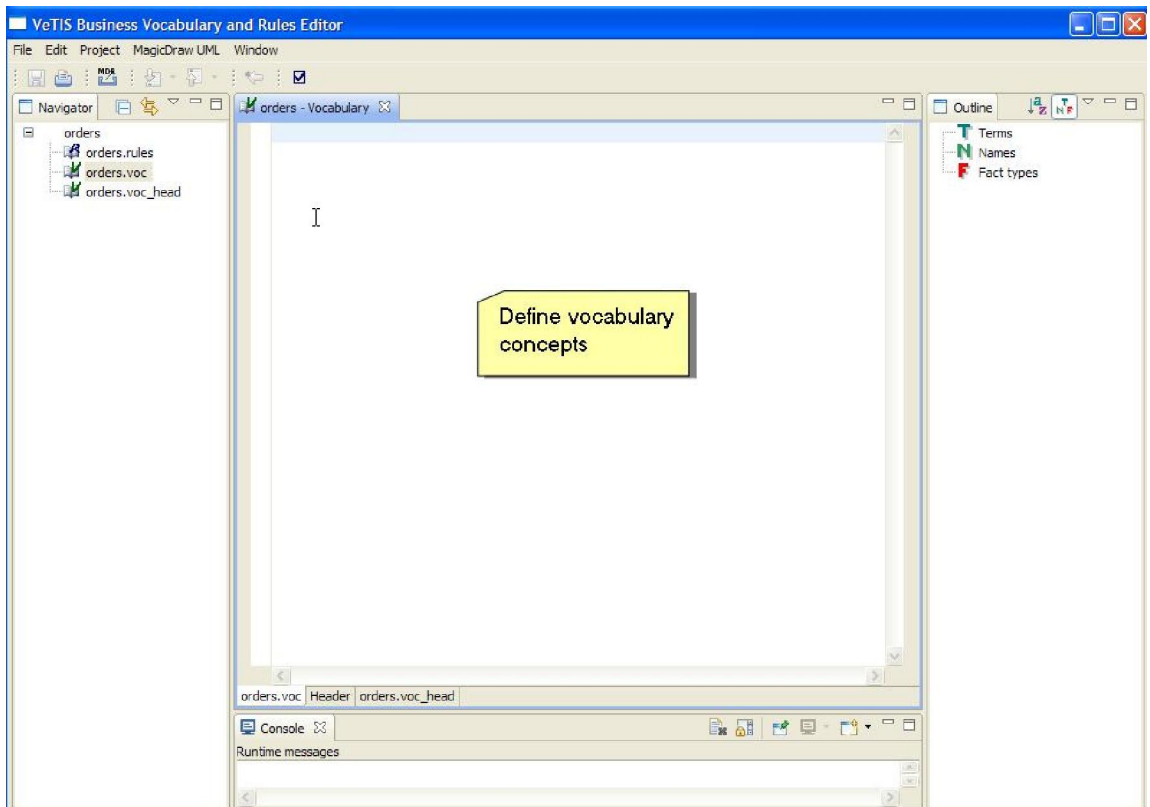 VeTIS Business Vocabulary and Rules Editor
File Edit Project MagicDraw UML Window
MDR
Navigator
orders - Vocabulary
Outline
orders
orders.rules
orders.voc
orders.voc_head
Terms
Names
Fact types
Define vocabulary
concepts
orders.voc Header orders.voc_head
Console
Runtime messages